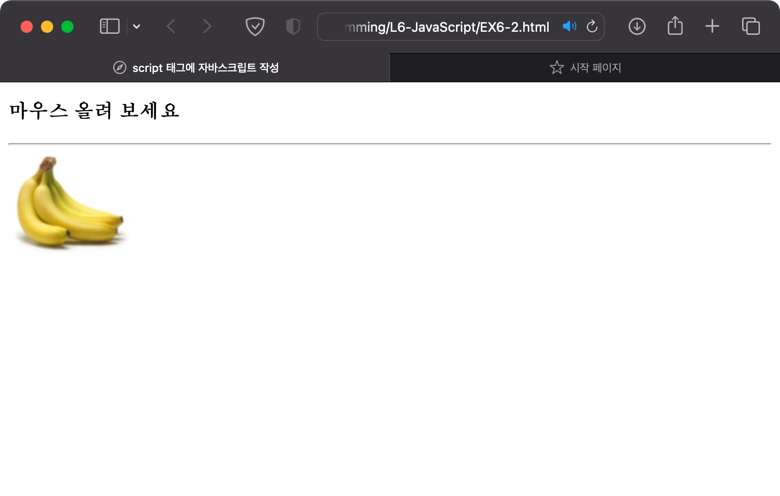 mming/L6-JavaScript/EX6-2.html
script 태그에 자바스크립트 작성
시작 페이지
마우스 올려 보세요